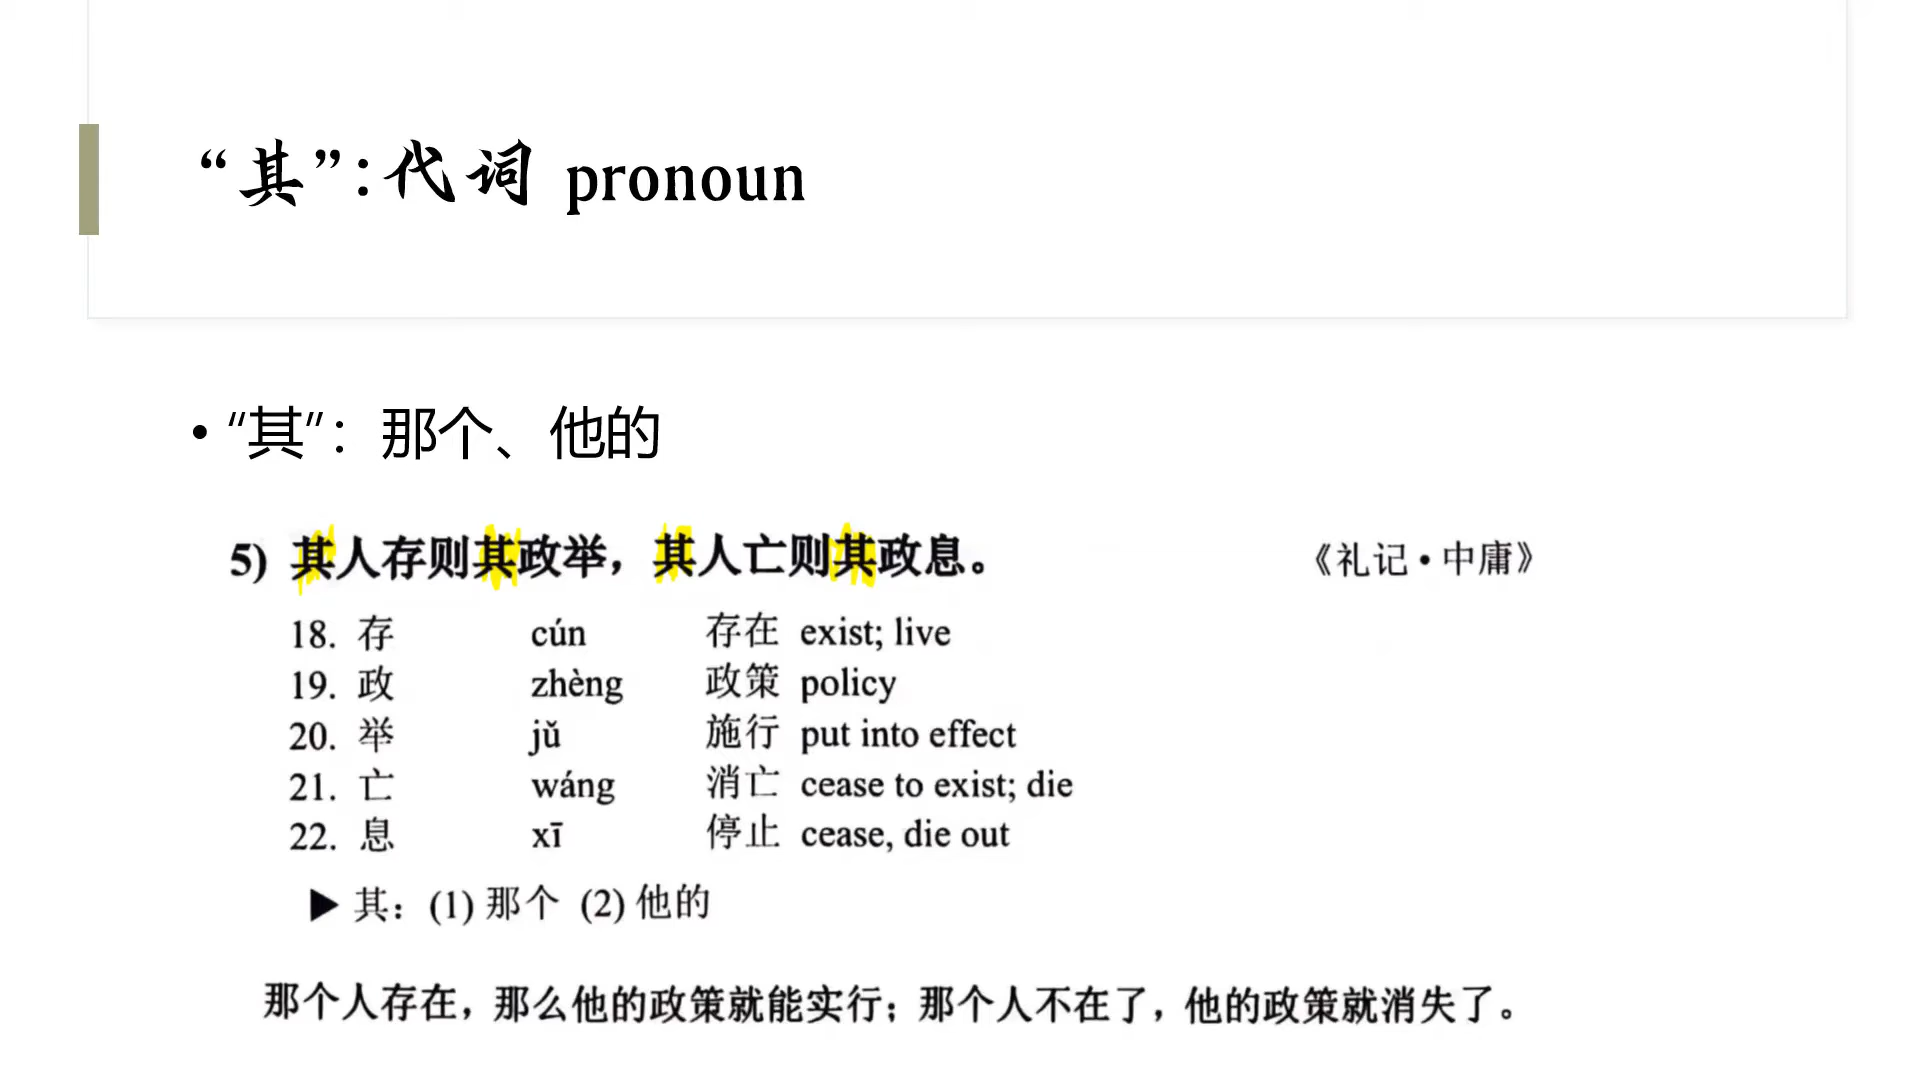 “其”:代词 pronoun
• “其”：那个、他的
5) 其人存则其政举，其人亡则其政息。 《礼记·中庸》
18. 存 cún 存在 exist; live
19. 政 zhèng 政策 policy
20. 举 jǔ 施行 put into effect
21. 亡 wáng 消亡 cease to exist; die
22. 息 xī 停止 cease, die out
▶ 其：(1) 那个 (2) 他的
那个人存在，那么他的政策就能实行；那个人不在了，他的政策就消失了。